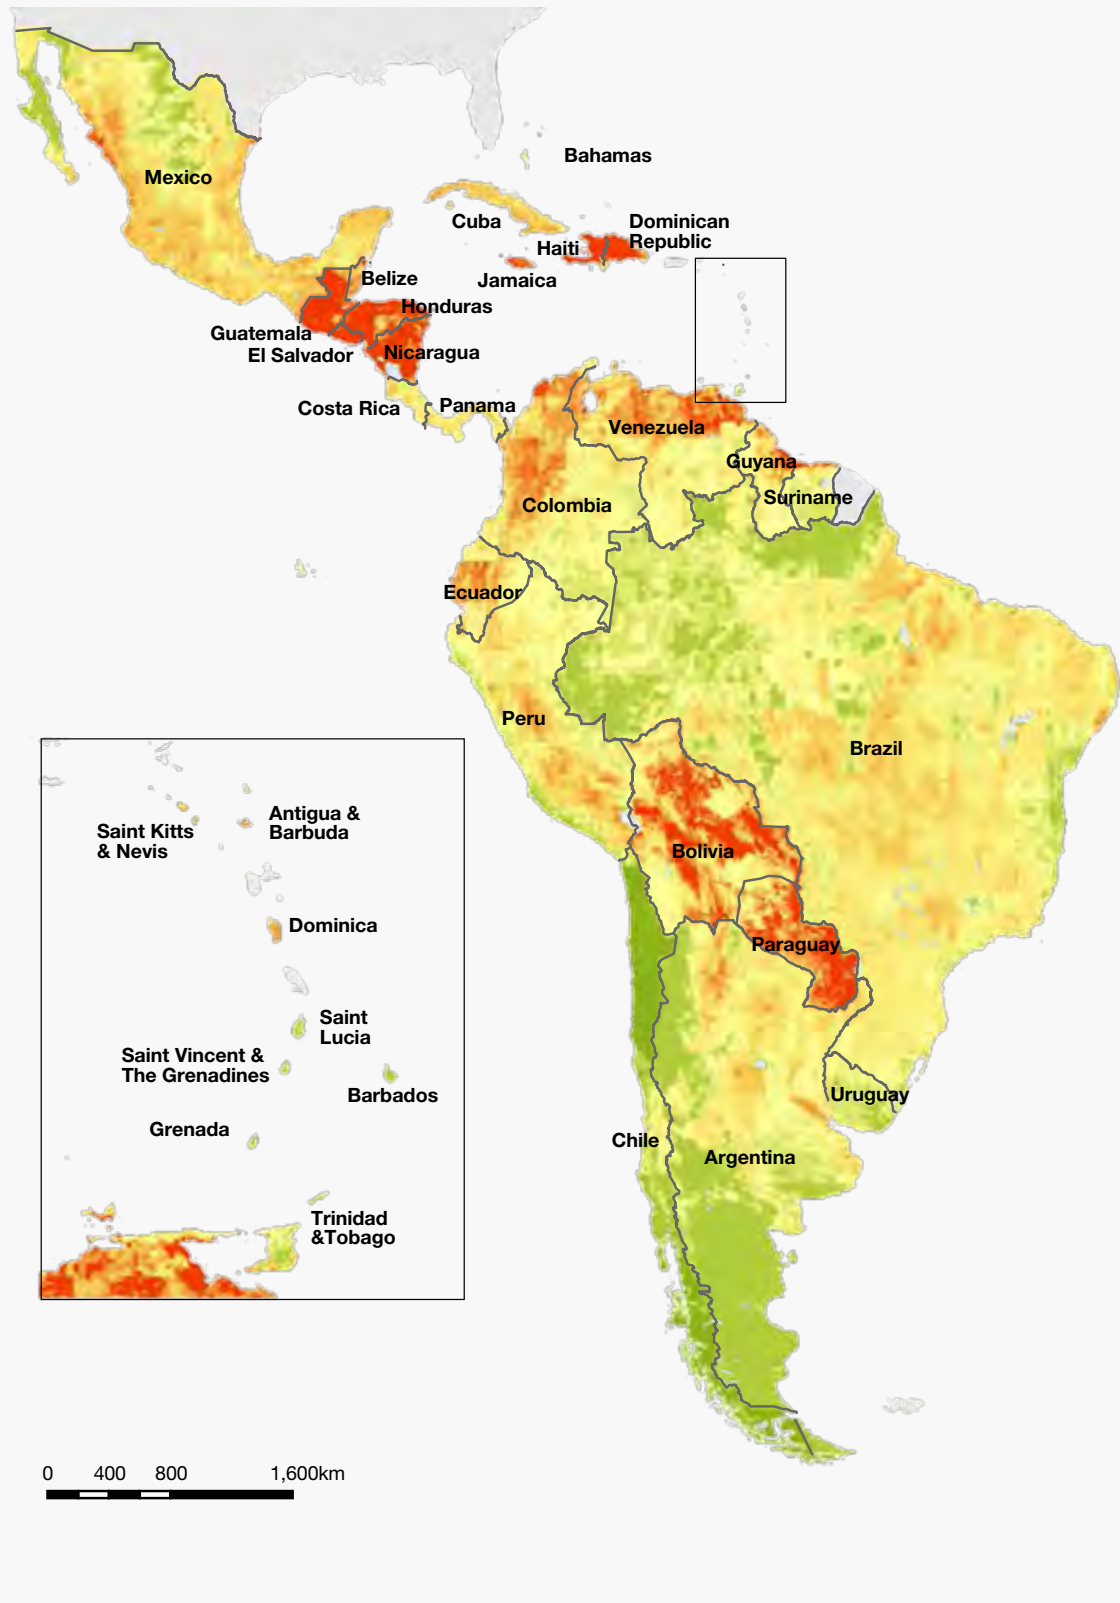 Bahamas
Mexico
Cuba
Dominican
Republic
Haiti
Jamaica
Belize
Honduras
Guatemala
El Salvador
Nicaragua
Costa Rica
Panama
Venezuela
Guyana
Suriname
Colombia
Ecuador
Peru
Brazil
Bolivia
Paraguay
Uruguay
Chile
Argentina
Antigua &
Barbuda
Saint Kitts
& Nevis
Dominica
Saint
Lucia
Saint Vincent &
The Grenadines
Barbados
Grenada
Trinidad
&Tobago
0 400 800 1,600km